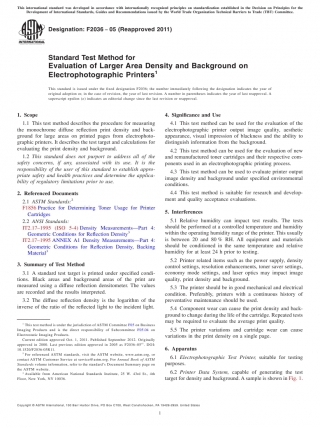 This international standard was developed in accordance with internationally recognized principles on standardization established in the Decision on Principles for the
Development of International Standards, Guides and Recommendations issued by the World Trade Organization Technical Barriers to Trade (TBT) Committee.
Designation: F2036 − 05 (Reapproved 2011)
Standard Test Method for
Evaluation of Larger Area Density and Background on
Electrophotographic Printers1
This standard is issued under the fixed designation F2036; the number immediately following the designation indicates the year of
original adoption or, in the case of revision, the year of last revision. A number in parentheses indicates the year of last reapproval. A
superscript epsilon (ε) indicates an editorial change since the last revision or reapproval.
1. Scope
1.1 This test method describes the procedure for measuring
the monochrome diffuse reflection print density and back-
ground for large areas on printed pages from electrophoto-
graphic printers. It describes the test target and calculations for
evaluating the print density and background.
1.2 This standard does not purport to address all of the
safety concerns, if any, associated with its use. It is the
responsibility of the user of this standard to establish appro-
priate safety and health practices and determine the applica-
bility of regulatory limitations prior to use.
2. Referenced Documents
2.1 ASTM Standards:2
F1856 Practice for Determining Toner Usage for Printer
Cartridges
2.2 ANSI Standards:
IT2.17–1995 (ISO 5-4) Density Measurements—Part 4:
Geometric Conditions for Reflection Density3
IT2.17–1995 ANNEX A1 Density Measurements—Part 4:
Geometric Conditions for Reflection Density, Backing
Material3
3. Summary of Test Method
3.1 A standard test target is printed under specified condi-
tions. Black areas and background areas of the print are
measured using a diffuse reflection densitometer. The values
are recorded and the results interpreted.
3.2 The diffuse reflection density is the logarithm of the
inverse of the ratio of the reflected light to the incident light.
1 This test method is under the jurisdiction of ASTM Committee F05 on Business
Imaging Products and is the direct responsibility of Subcommittee F05.04 on
Electrostatic Imaging Products.
Current edition approved Oct. 1, 2011. Published September 2012. Originally
approved in 2000. Last previous edition approved in 2005 as F2036–05
2 For referenced ASTM standards, visit the ASTM website, www.astm.org, or
contact ASTM Customer Service at service@astm.org. For Annual Book of ASTM
Standards volume information, refer to the standard's Document Summary page on
the ASTM website.
3 Available from American National Standards Institute, 25 W. 43rd St., 4th
Floor, New York, NY 10036.
4. Significance and Use
4.1 This test method can be used for the evaluation of the
electrophotographic printer output image quality, aesthetic
appearance, visual impression of blackness and the ability to
distinguish information from the background.
4.2 This test method can be used for the evaluation of new
and remanufactured toner cartridges and their respective com-
ponents used in an electrophotographic printing process.
4.3 This test method can be used to evaluate printer output
image density and background under specified environmental
conditions.
4.4 This test method is suitable for research and develop-
ment and quality acceptance evaluations.
5. Interferences
5.1 Relative humidity can impact test results. The tests
should be performed at a controlled temperature and humidity
within the operating humidity range of the printer. This usually
is between 20 and 80 % RH. All equipment and materials
should be conditioned to the same temperature and relative
humidity for at least 24 h prior to testing.
5.2 Printer related items such as the power supply, density
control settings, resolution enhancements, toner saver settings,
economy mode settings, and laser optics may impact image
quality, print density and background.
5.3 The printer should be in good mechanical and electrical
condition. Preferably, printers with a continuous history of
preventative maintenance should be used.
5.4 Component wear can cause the print density and back-
ground to change during the life of the cartridge. Repeated tests
may be required to evaluate the average print quality.
5.5 The printer variations and cartridge wear can cause
variations in the print density on a single page.
6. Apparatus
6.1 Electrophotographic Test Printer, suitable for testing
purposes.
6.2 Printer Data System, capable of generating the test
target for density and background. A sample is shown in Fig. 1.
Copyright © ASTM International, 100 Barr Harbor Drive, PO Box C700, West Conshohocken, PA 19428-2959. United States
1